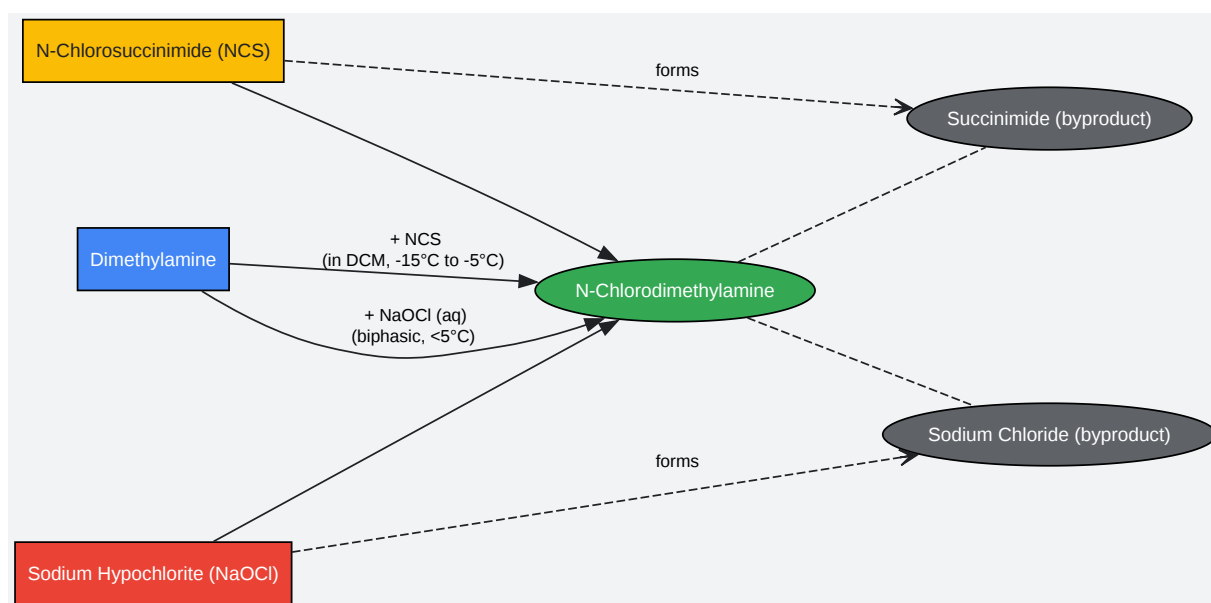 N-Chlorosuccinimide (NCS)
forms
Succinimide (byproduct)
Dimethylamine
+ NCS
(in DCM, -15°C to -5°C)
N-Chlorodimethylamine
+ NaOCl (aq)
(biphasic, <5°C)
Sodium Chloride (byproduct)
forms
Sodium Hypochlorite (NaOCl)